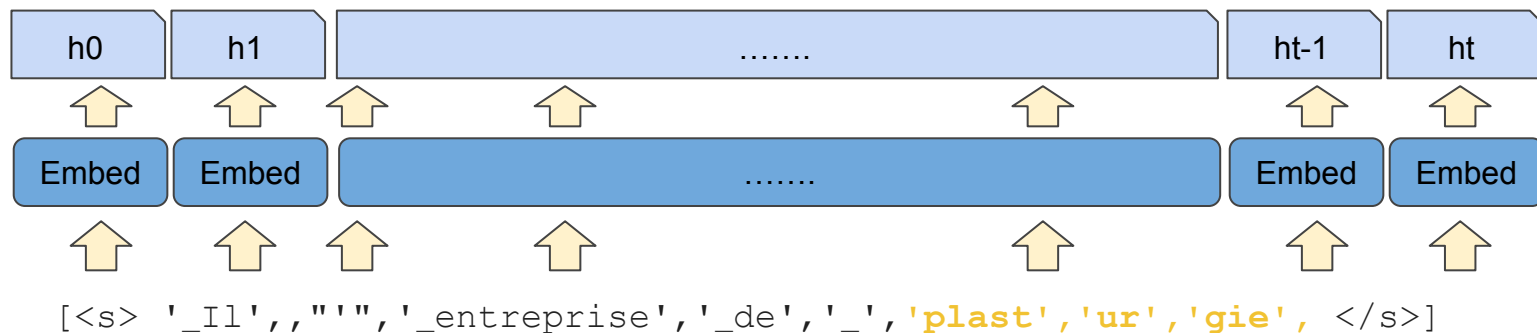 h0 h1 ....... ht-1 ht
Embed Embed ....... Embed Embed
[<s> '_Il',,"'",'_entreprise','_de','_','plast','ur','gie', </s>]